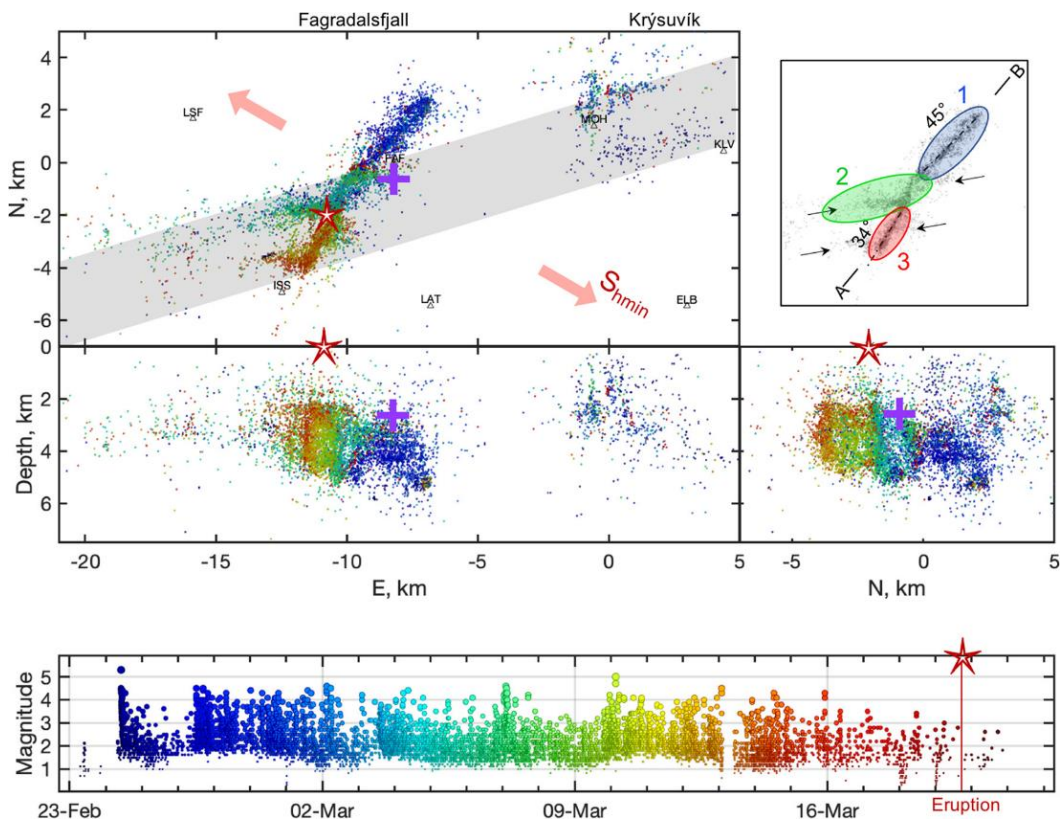 Fagradalsfjall Krýsuvík
4
2
0
-2
-4
-6
N, km
LSF
MOH
KLV
FAF
ISS
LAT
ELB
Shmin
1
2
3
45°
34°
A
B
0
2
4
6
Depth, km
-20 -15 -10 -5 0 5
E, km
-5 0 5
N, km
5
4
3
2
1
Magnitude
23-Feb 02-Mar 09-Mar 16-Mar
Eruption